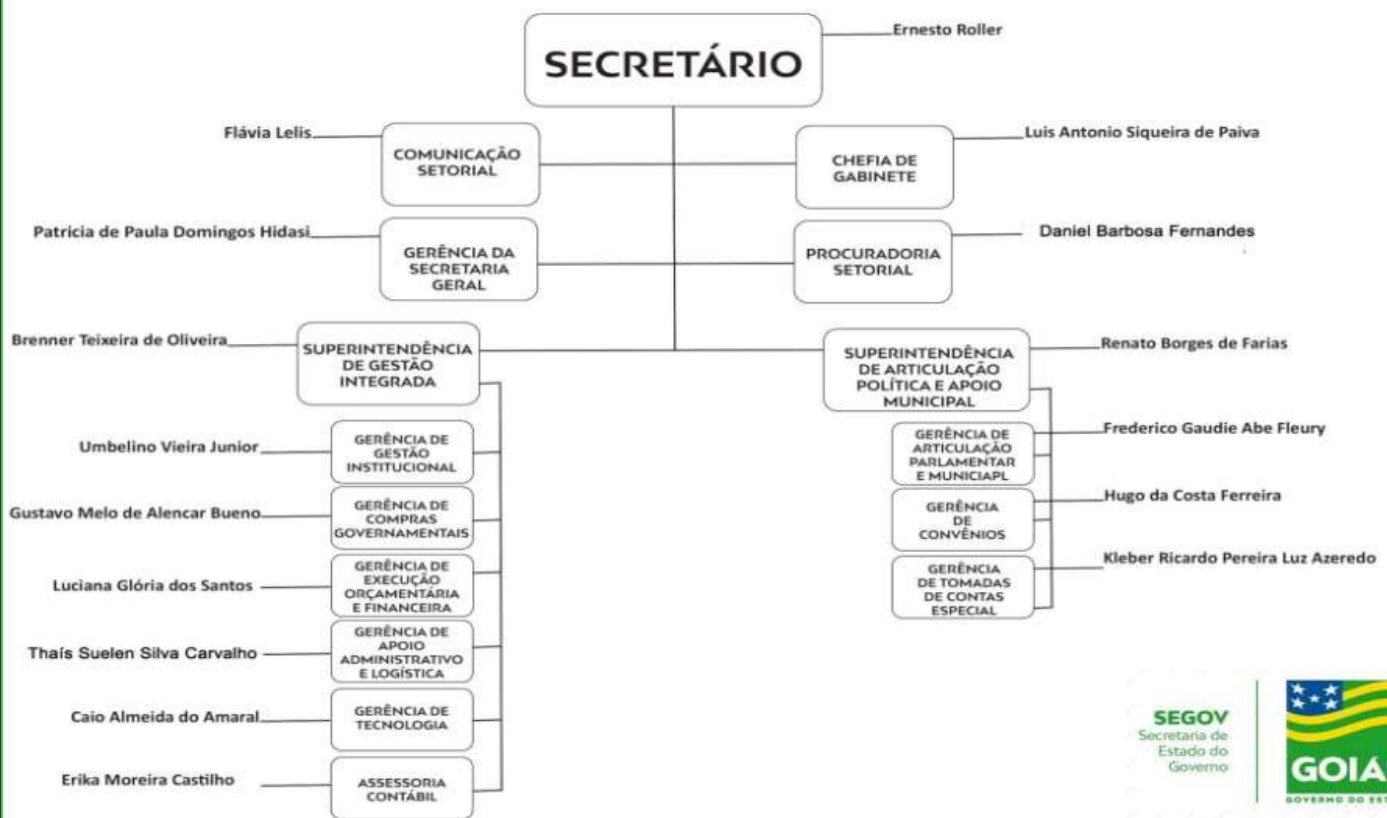 Ernesto Roller
SECRETÁRIO
Flávia Lelis
COMUNICAÇÃO
SETORIAL
Luis Antonio Siqueira de Paiva
CHEFIA DE
GABINETE
Patricia de Paula Domingos Hidasi
GERÊNCIA DA
SECRETARIA
GERAL
Daniel Barbosa Fernandes
PROCURADORIA
SETORIAL
Brenner Teixeira de Oliveira
SUPERINTENDÊNCIA
DE GESTÃO
INTEGRADA
Renato Borges de Farias
SUPERINTENDÊNCIA
DE ARTICULAÇÃO
POLÍTICA E APOIO
MUNICIPAL
Umbelino Vieira Junior
GERÊNCIA DE
GESTÃO
INSTITUCIONAL
Gustavo Melo de Alencar Bueno
GERÊNCIA DE
COMPRAS
GOVERNAMENTAIS
Luciana Glória dos Santos
GERÊNCIA DE
EXECUÇÃO
ORÇAMENTÁRIA
E FINANCEIRA
Thaís Suelen Silva Carvalho
GERÊNCIA DE
APOIO
ADMINISTRATIVO
E LOGÍSTICA
Caio Almeida do Amaral
GERÊNCIA DE
TECNOLOGIA
Erika Moreira Castilho
ASSESSORIA
CONTÁBIL
Frederico Gaudie Abe Fleury
GERÊNCIA DE
ARTICULAÇÃO
PARLAMENTAR
E MUNICIAPL
Hugo da Costa Ferreira
GERÊNCIA
DE
CONVÊNIOS
Kleber Ricardo Pereira Luz Azeredo
GERÊNCIA
DE TOMADAS
DE CONTAS
ESPECIAL
SEGOV
Secretaria de
Estado do
Governo
GOIÁ
GOVERNO DO EST